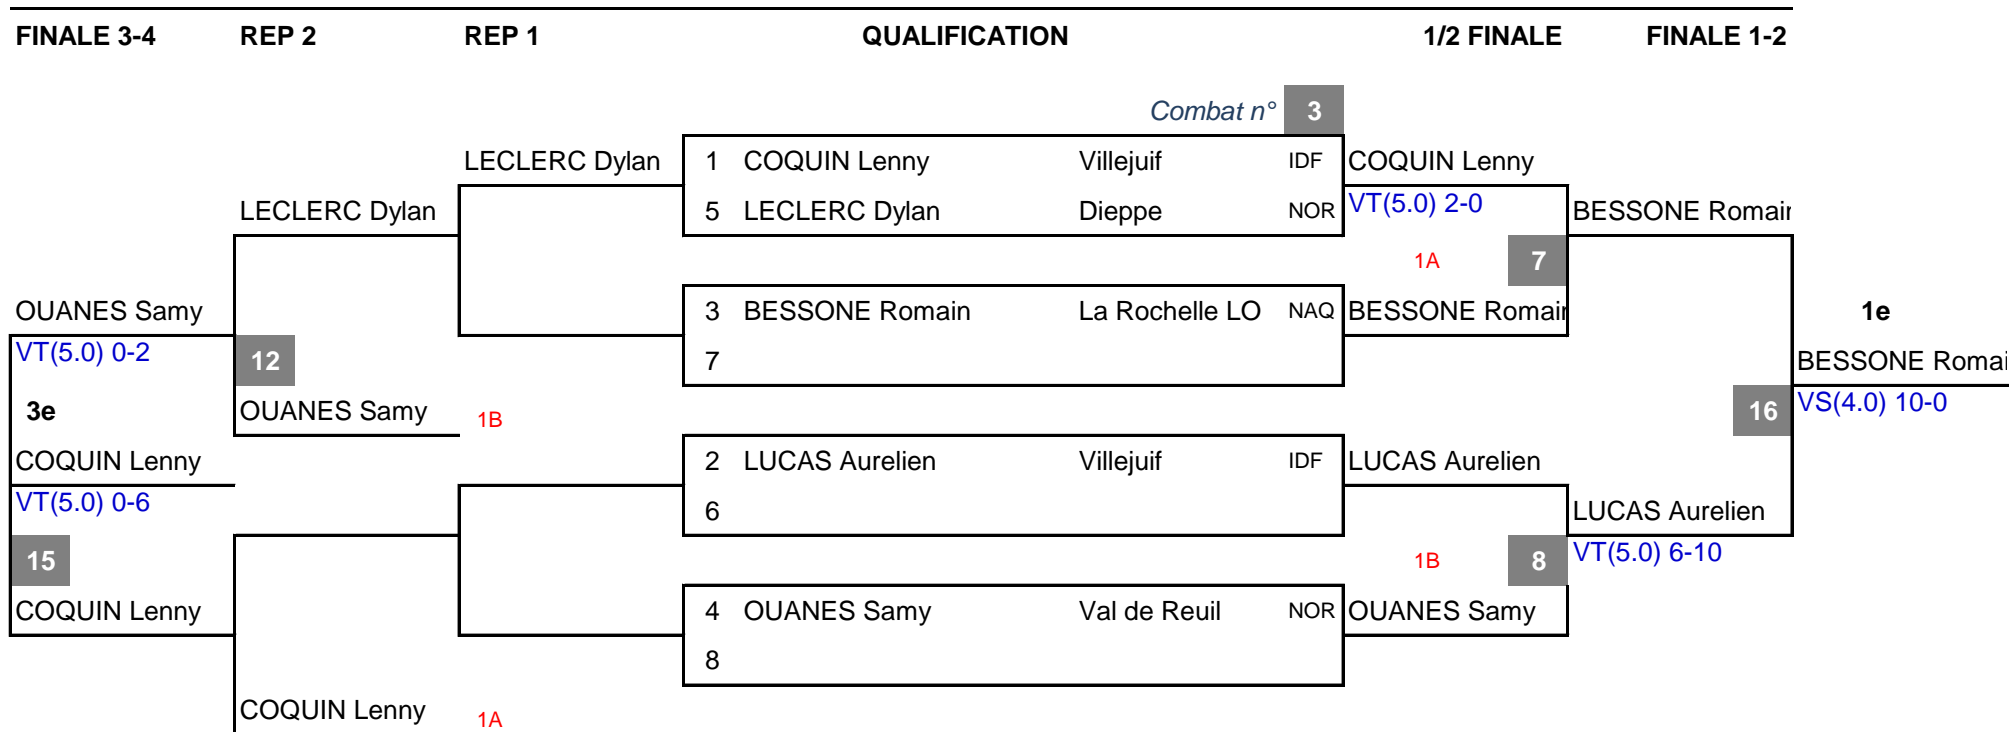 FINALE 3-4 REP 2 REP 1 QUALIFICATION 1/2 FINALE FINALE 1-2
Combat n° 3
LECLERC Dylan 1 COQUIN Lenny Villejuif IDF COQUIN Lenny
LECLERC Dylan 5 LECLERC Dylan Dieppe NOR VT(5.0) 2-0 BESSONE Romain
1A 7
OUANES Samy 3 BESSONE Romain La Rochelle LO NAQ BESSONE Romain 1e
VT(5.0) 0-2 12 7 BESSONE Romai
3e OUANES Samy 1B 16 VS(4.0) 10-0
COQUIN Lenny 2 LUCAS Aurelien Villejuif IDF LUCAS Aurelien
VT(5.0) 0-6 6 LUCAS Aurelien
15 1B 8 VT(5.0) 6-10
COQUIN Lenny 4 OUANES Samy Val de Reuil NOR OUANES Samy
8
COQUIN Lenny 1A